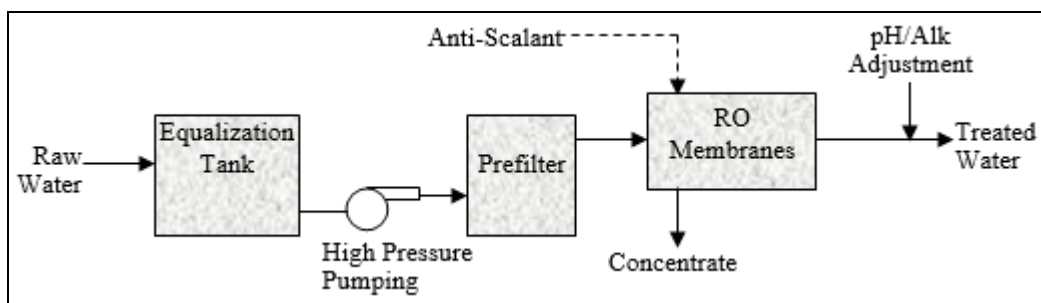 Raw
Water
Equalization
Tank
High Pressure
Pumping
Prefilter
Anti-Scalant
RO
Membranes
Concentrate
pH/Alk
Adjustment
Treated
Water